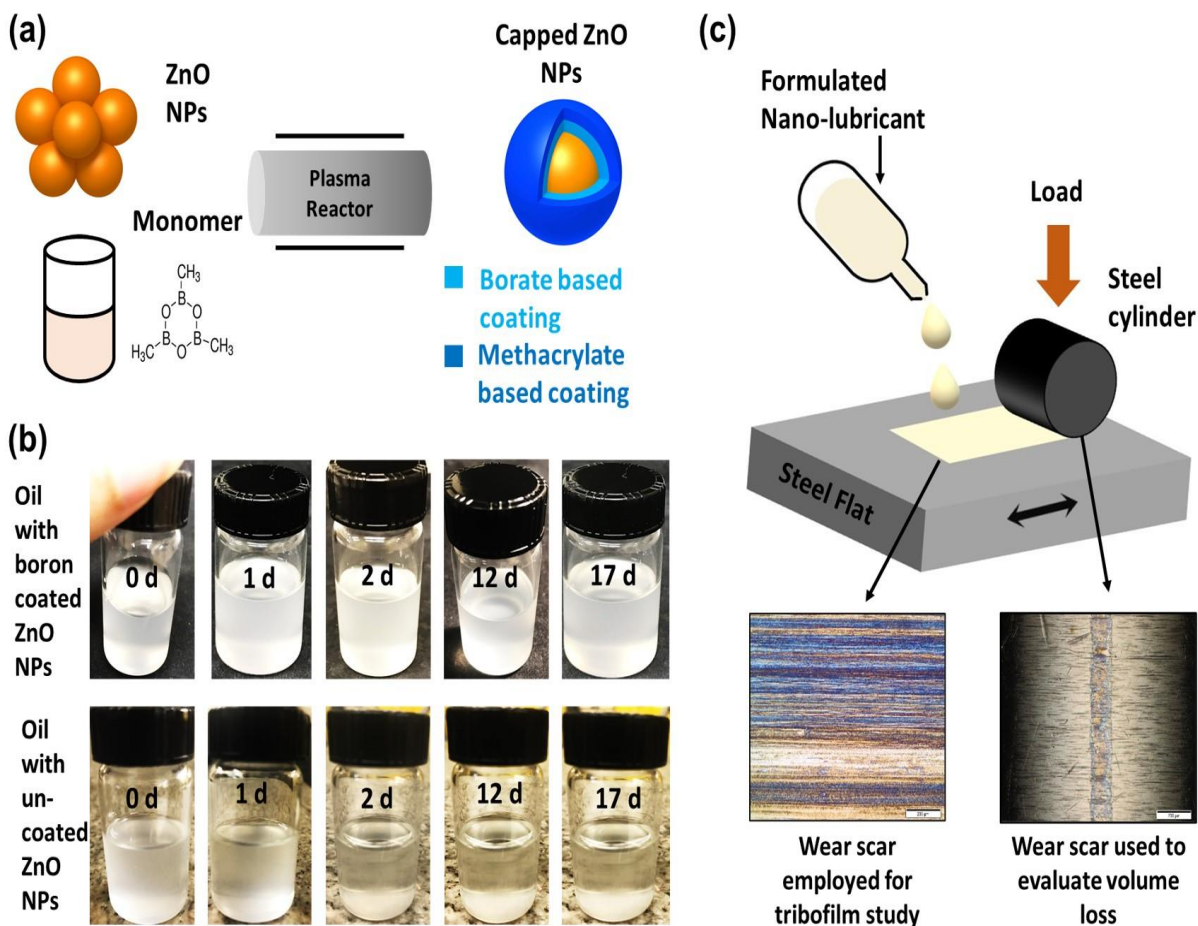 (a)
ZnO
NPs
Monomer
CH₃
B
O
O
B
B
H₃C
O
CH₃
Plasma
Reactor
Capped ZnO
NPs
Borate based
coating
Methacrylate
based coating
(b)
Oil
with
boron
coated
ZnO
NPs
0 d
1 d
2 d
12 d
17 d
Oil
with
un-
coated
ZnO
NPs
0 d
1 d
2 d
12 d
17 d
(c)
Formulated
Nano-lubricant
Load
Steel
cylinder
Steel Flat
Wear scar
employed for
tribofilm study
Wear scar used to
evaluate volume
loss